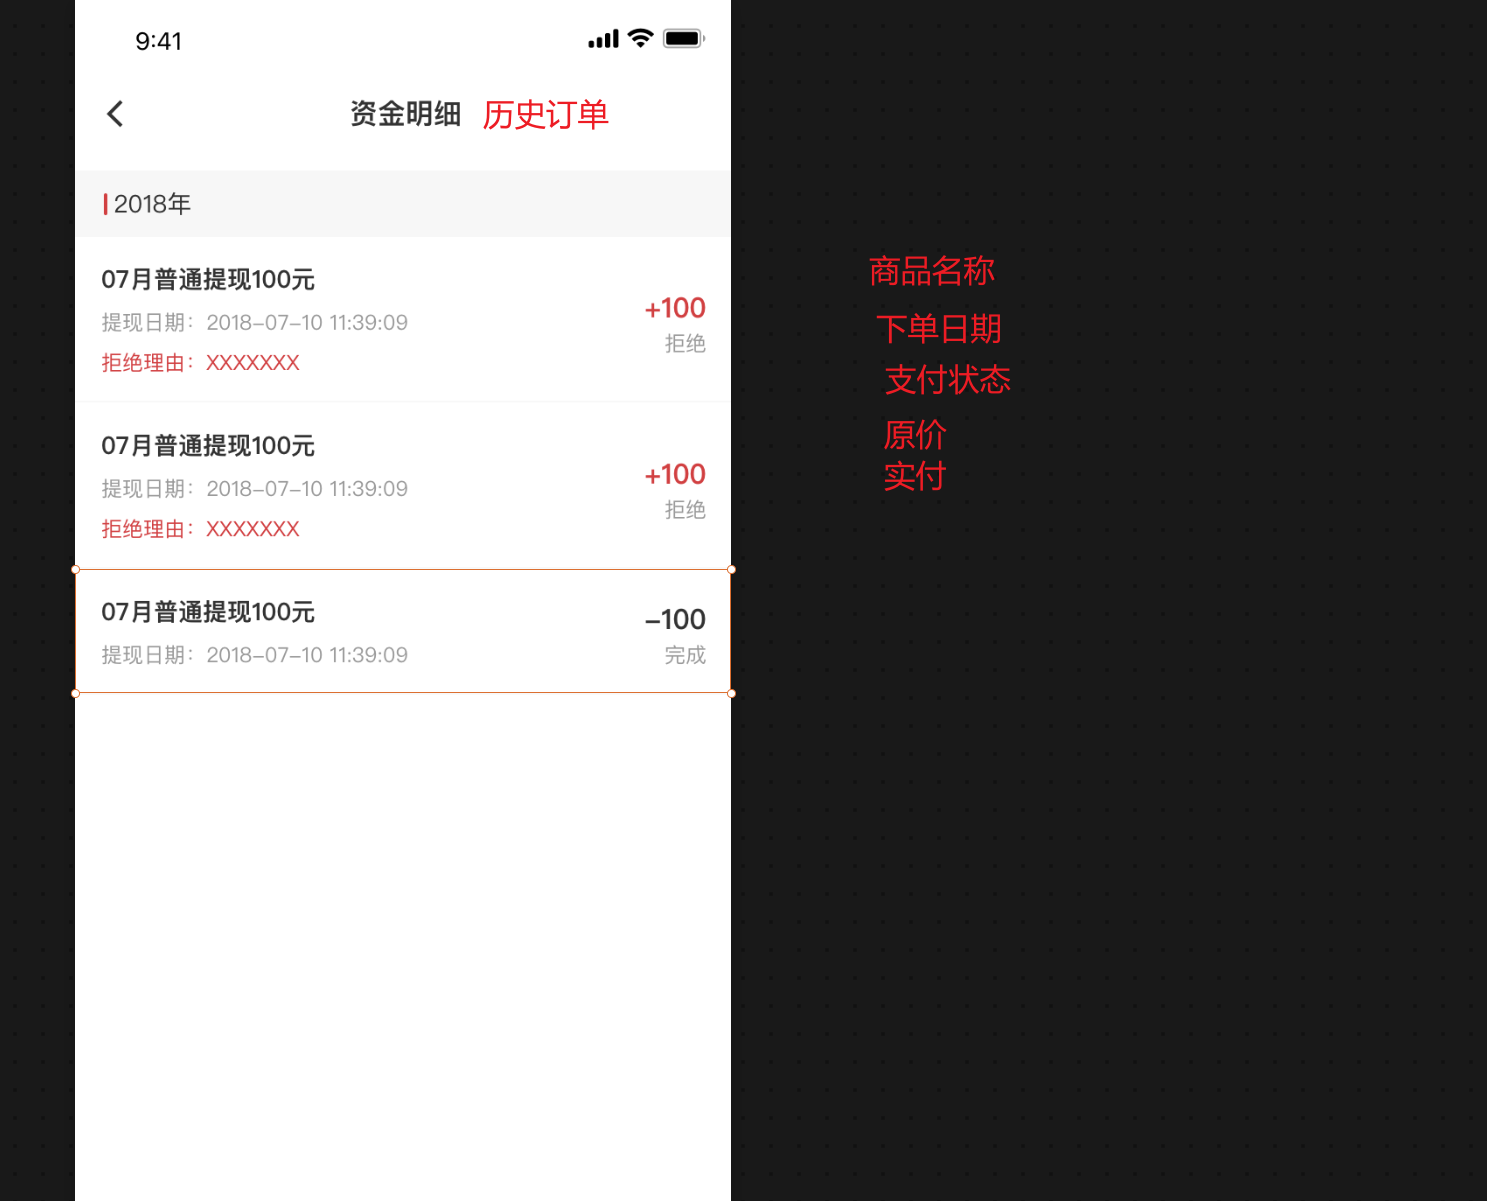 9:41
资金明细 历史订单
2018年
07月普通提现100元
提现日期：2018-07-10 11:39:09
拒绝理由：XXXXXXX
+100
拒绝
07月普通提现100元
提现日期：2018-07-10 11:39:09
拒绝理由：XXXXXXX
+100
拒绝
07月普通提现100元
提现日期：2018-07-10 11:39:09
-100
完成
商品名称
下单日期
支付状态
原价
实付